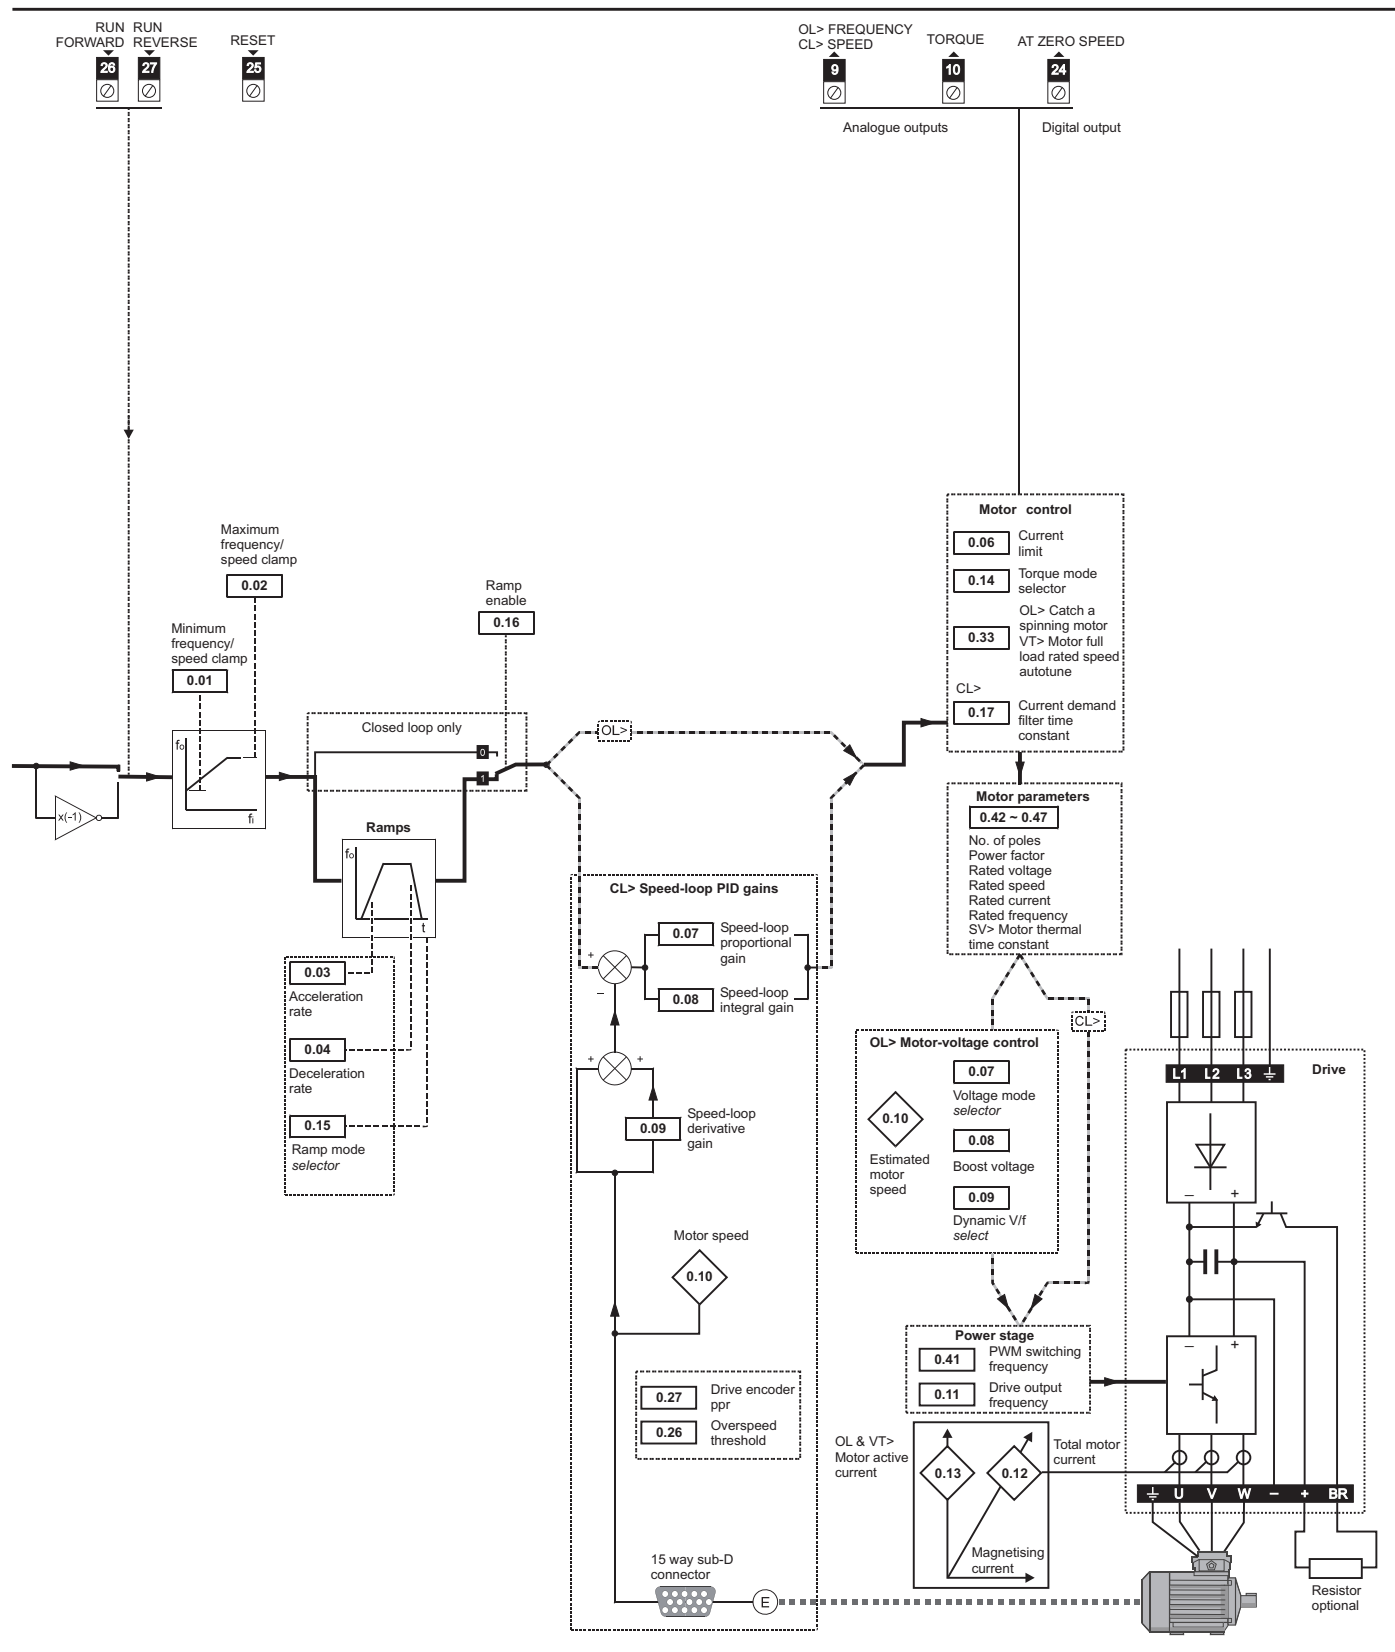 RUN FORWARD
RUN REVERSE
RESET
26
27
25
OL> FREQUENCY
CL> SPEED
TORQUE
AT ZERO SPEED
9
10
24
Analogue outputs
Digital output
Maximum
frequency/
speed clamp
0.02
Minimum
frequency/
speed clamp
0.01
Ramp
enable
0.16
Closed loop only
0
1
fo
fi
x(-1)
Ramps
fo
t
0.03
Acceleration
rate
0.04
Deceleration
rate
0.15
Ramp mode
selector
OL>
CL> Speed-loop PID gains
0.07
Speed-loop
proportional
gain
+
–
0.08
Speed-loop
integral gain
+
+
0.09
Speed-loop
derivative
gain
Motor speed
0.10
0.27
Drive encoder
ppr
0.26
Overspeed
threshold
15 way sub-D
connector
E
Motor control
0.06
Current
limit
0.14
Torque mode
selector
0.33
OL> Catch a
spinning motor
VT> Motor full
load rated speed
autotune
CL>
0.17
Current demand
filter time
constant
Motor parameters
0.42 ~ 0.47
No. of poles
Power factor
Rated voltage
Rated speed
Rated current
Rated frequency
SV> Motor thermal
time constant
CL>
OL> Motor-voltage control
0.07
Voltage mode
selector
0.10
Estimated
motor
speed
0.08
Boost voltage
0.09
Dynamic V/f
select
Power stage
0.41
PWM switching
frequency
0.11
Drive output
frequency
OL & VT>
Motor active
current
0.13
0.12
Total motor
current
Magnetising
current
Drive
L1 L2 L3
– +
– +
U V W – + BR
Resistor
optional